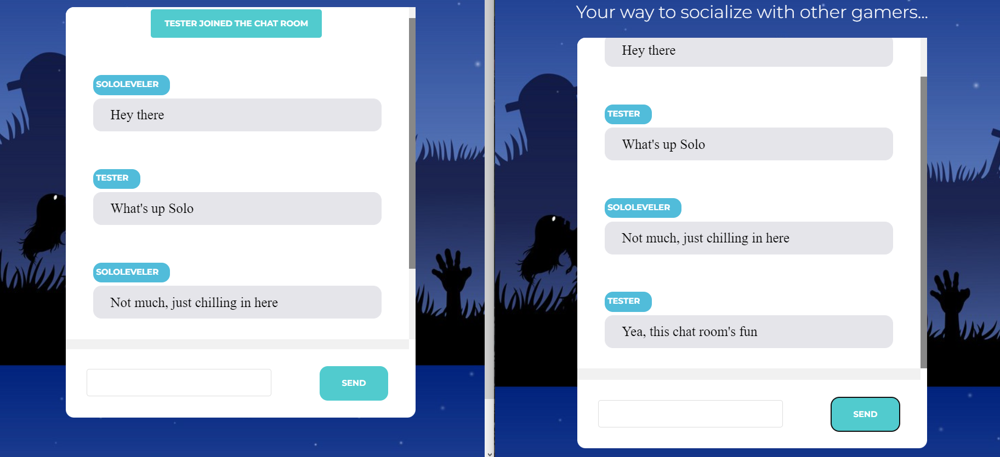 TESTER JOINED THE CHAT ROOM
SOLOLEVELER
Hey there
TESTER
What's up Solo
SOLOLEVELER
Not much, just chilling in here
SEND
Your way to socialize with other gamers...
Hey there
TESTER
What's up Solo
SOLOLEVELER
Not much, just chilling in here
TESTER
Yea, this chat room's fun
SEND